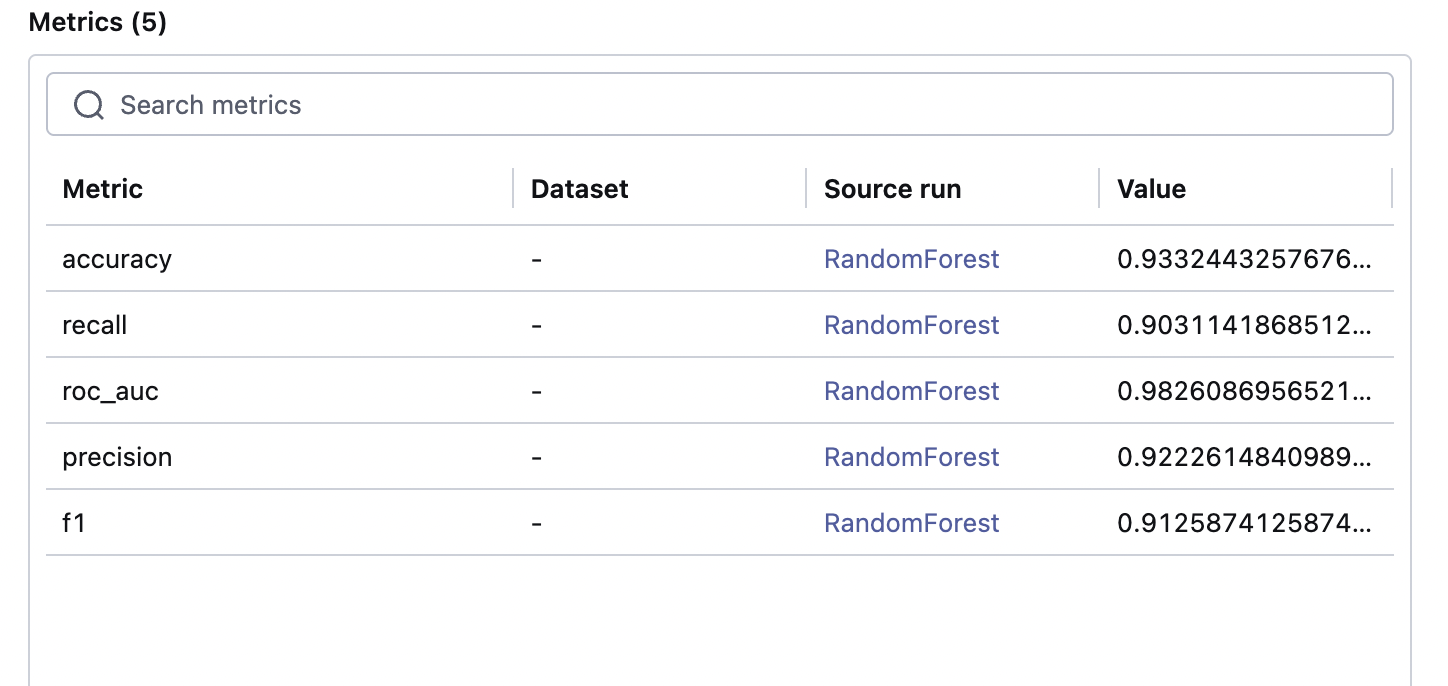 Metrics (5)
Search metrics
Metric Dataset Source run Value
accuracy - RandomForest 0.9332443257676...
recall - RandomForest 0.9031141868512...
roc_auc - RandomForest 0.9826086956521...
precision - RandomForest 0.9222614840989...
f1 - RandomForest 0.9125874125874...